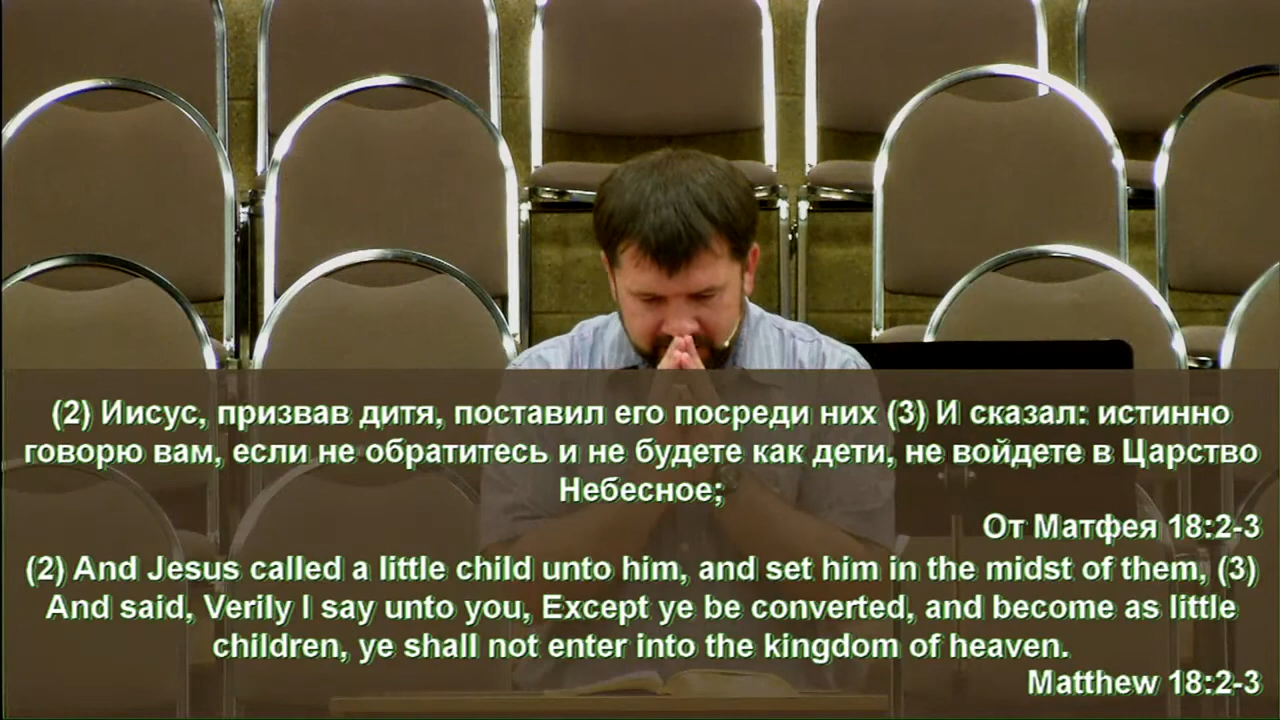 (2) Иисус, призвав дитя, поставил его посреди них (3) И сказал: истинно
говорю вам, если не обратитесь и не будете как дети, не войдете в Царство
Небесное;
От Матфея 18:2-3
(2) And Jesus called a little child unto him, and set him in the midst of them, (3)
And said, Verily I say unto you, Except ye be converted, and become as little
children, ye shall not enter into the kingdom of heaven.
Matthew 18:2-3